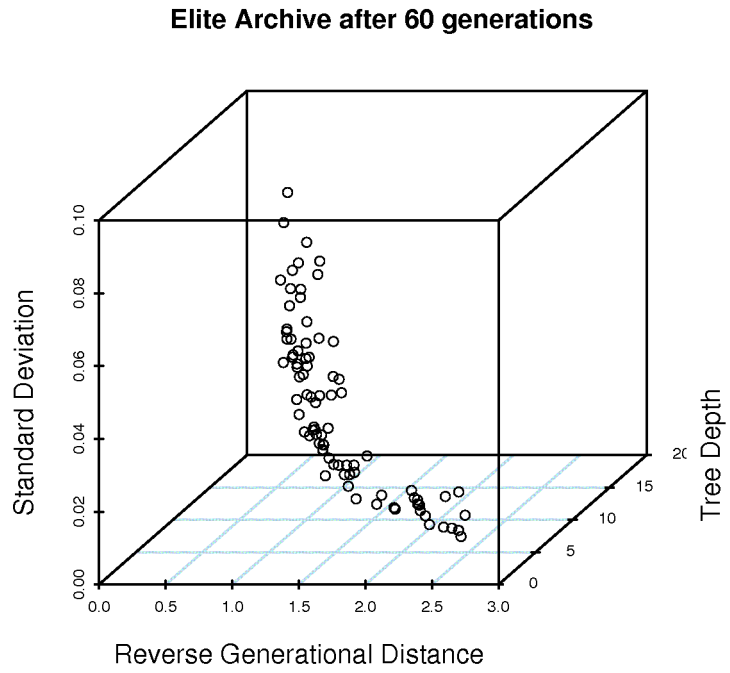 Elite Archive after 60 generations
0.10
0.08
0.06
0.04
0.02
0.00
Standard Deviation
0.0 0.5 1.0 1.5 2.0 2.5 3.0
Reverse Generational Distance
0
5
10
15
20
Tree Depth